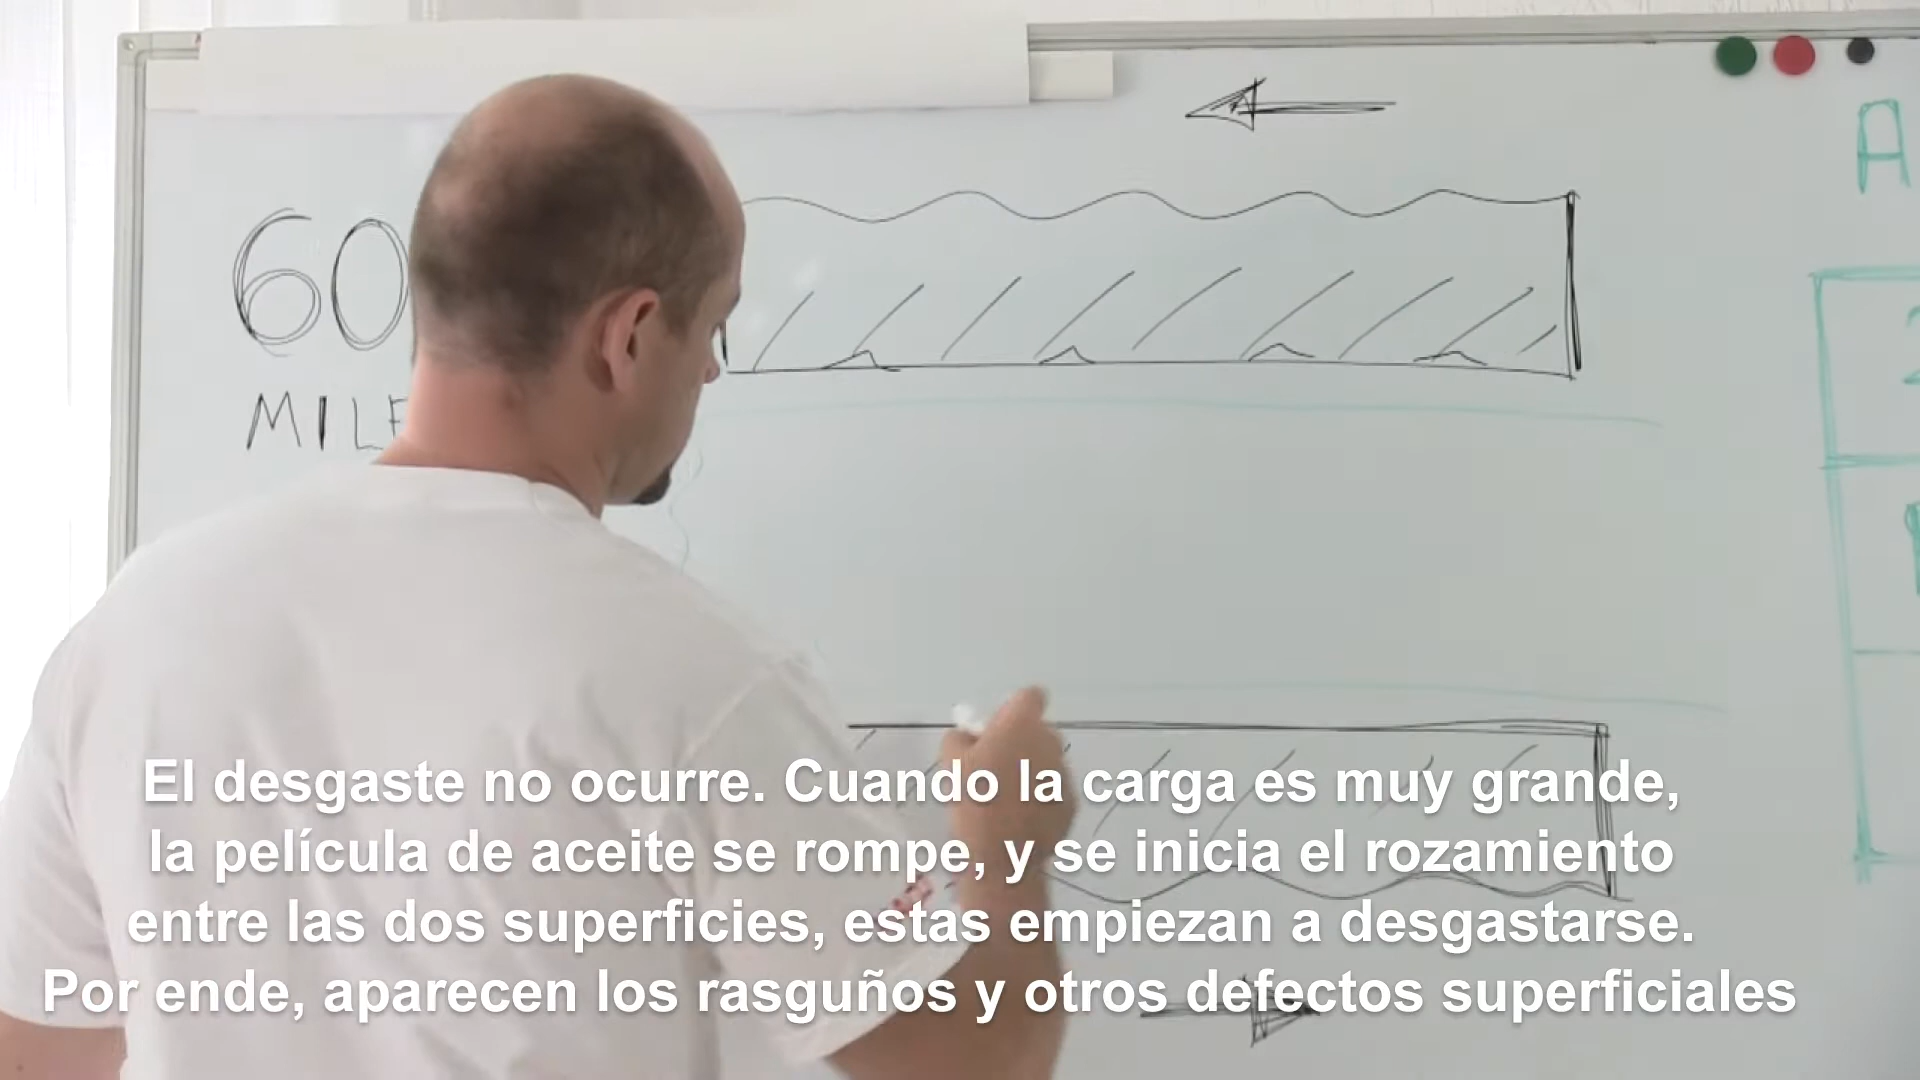 A
60
MILE
El desgaste no ocurre. Cuando la carga es muy grande,
la película de aceite se rompe, y se inicia el rozamiento
entre las dos superficies, estas empiezan a desgastarse.
Por ende, aparecen los rasguños y otros defectos superficiales